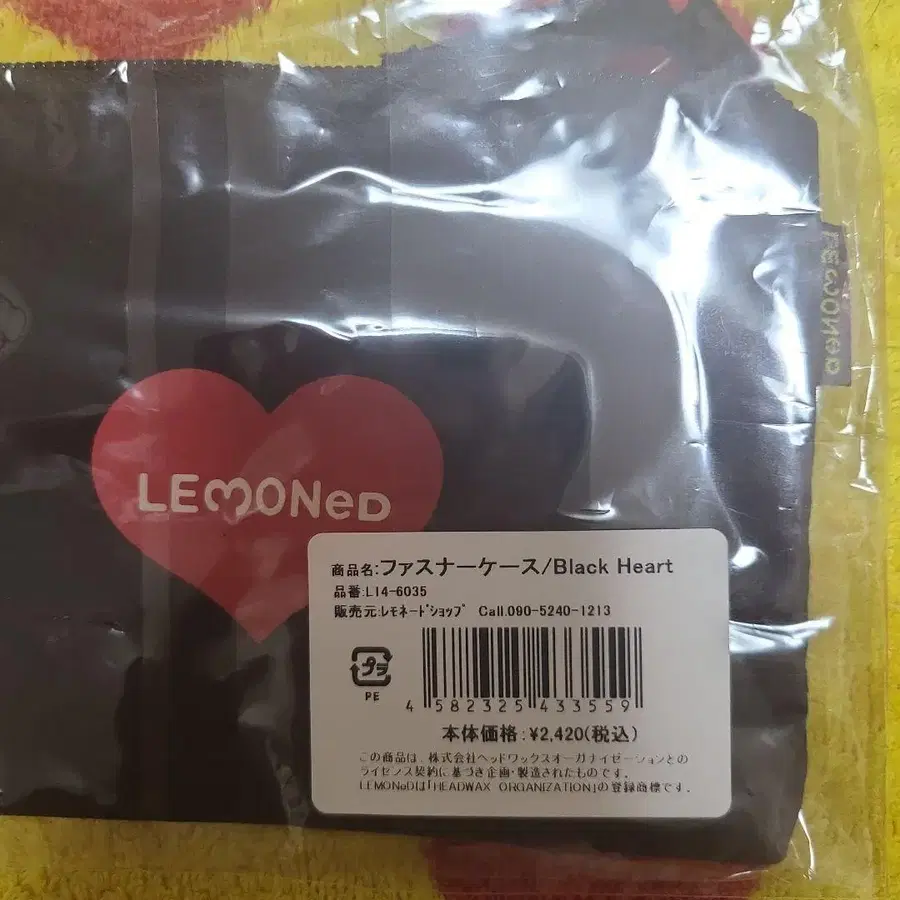 LEMONeD
LEMONeD
商品名:ファスナーケース/Black Heart
品番:L14-6035
販売元:ﾚﾓﾈｰﾄﾞｼｮｯﾌﾟ Call.090-5240-1213
プラ
PE
4 582325 433559
本体価格:¥2,420(税込)
この商品は、株式会社ヘッドワックスオーガナイゼーションとの
ライセンス契約に基づき企画・製造されたものです。
LEMONeDは「HEADWAX ORGANIZATION」の登録商標です.